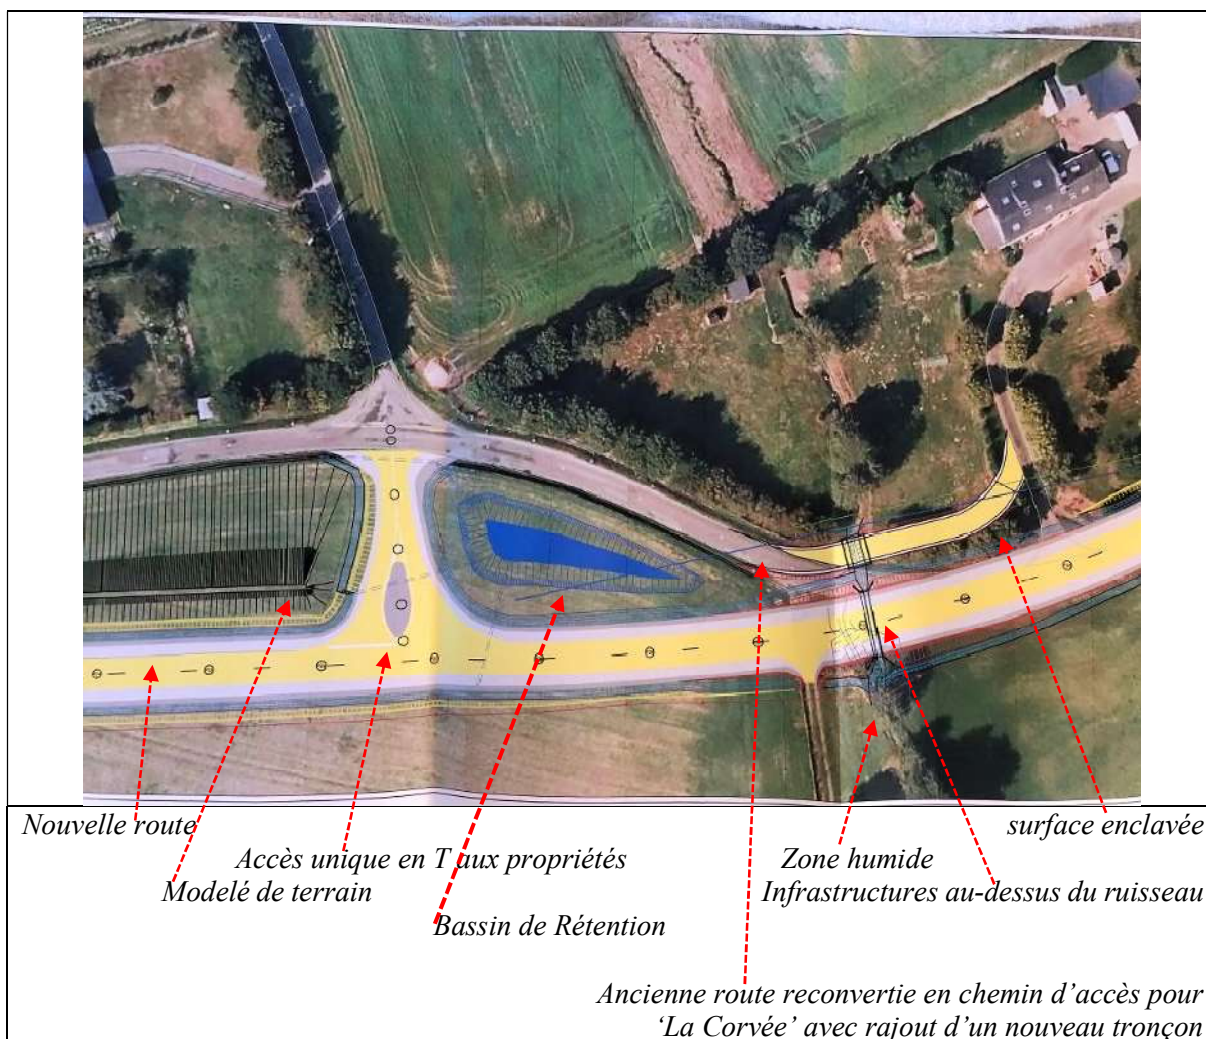 Nouvelle route
surface enclavée
Accès unique en T aux propriétés
Zone humide
Modelé de terrain
Infrastructures au-dessus du ruisseau
Bassin de Rétention
Ancienne route reconvertie en chemin d’accès pour
‘La Corvée’ avec rajout d’un nouveau tronçon